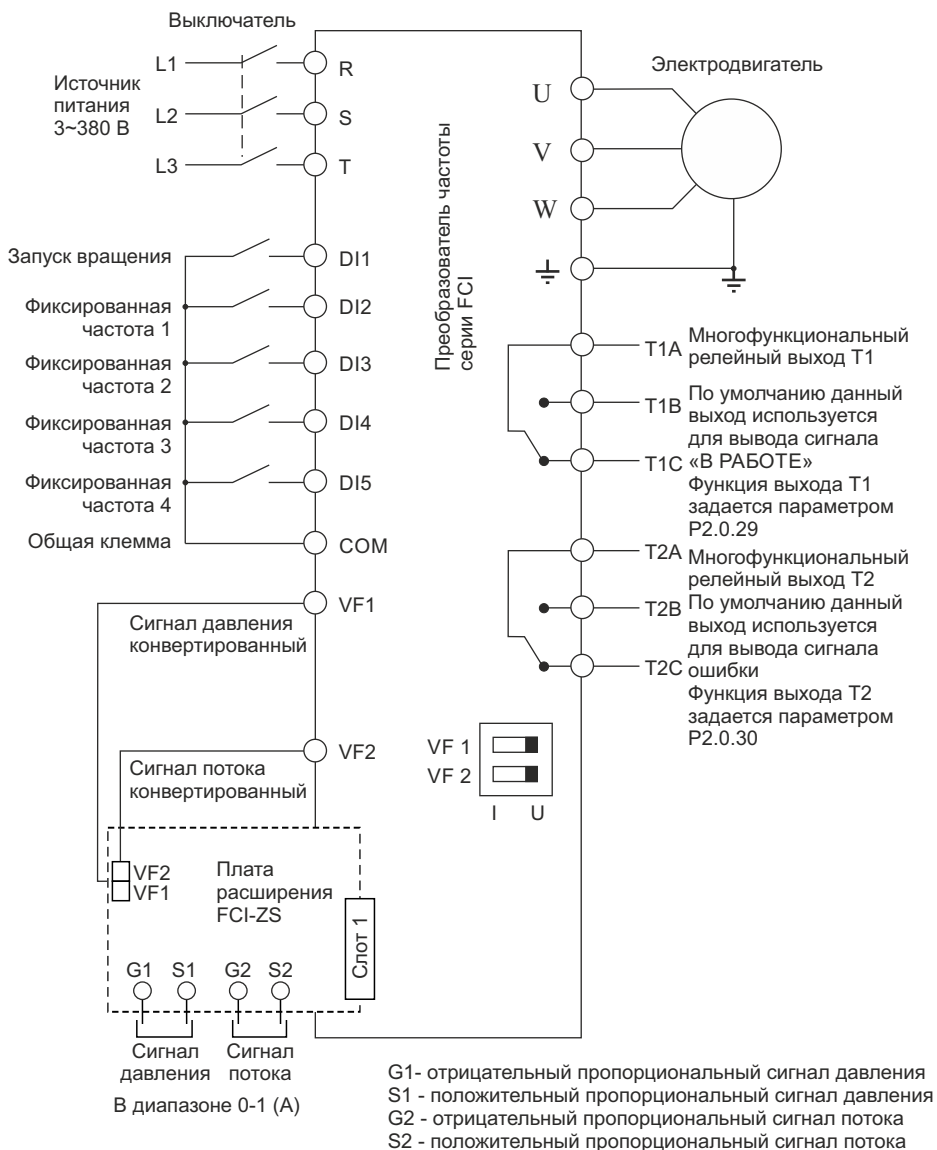 Выключатель
L1
R
Источник
питания
3~380 В
L2
S
L3
T
Преобразователь частоты
серии FCI
Электродвигатель
U
V
W
Запуск вращения
DI1
Фиксированная
частота 1
DI2
Фиксированная
частота 2
DI3
Фиксированная
частота 3
DI4
Фиксированная
частота 4
DI5
Общая клемма
COM
T1A
Многофункциональный
релейный выход T1
T1B
По умолчанию данный
выход используется
для вывода сигнала
T1C
«В РАБОТЕ»
Функция выхода T1
задается параметром
P2.0.29
T2A
Многофункциональный
релейный выход T2
T2B
По умолчанию данный
выход используется
для вывода сигнала
T2C
ошибки
Функция выхода T2
задается параметром
P2.0.30
VF1
Сигнал давления
конвертированный
VF2
Сигнал потока
конвертированный
VF 1
VF 2
I U
VF2
VF1
Плата
расширения
FCI-ZS
Слот 1
G1 S1 G2 S2
Сигнал
давления
Сигнал
потока
В диапазоне 0-1 (А)
G1- отрицательный пропорциональный сигнал давления
S1 - положительный пропорциональный сигнал давления
G2 - отрицательный пропорциональный сигнал потока
S2 - положительный пропорциональный сигнал потока